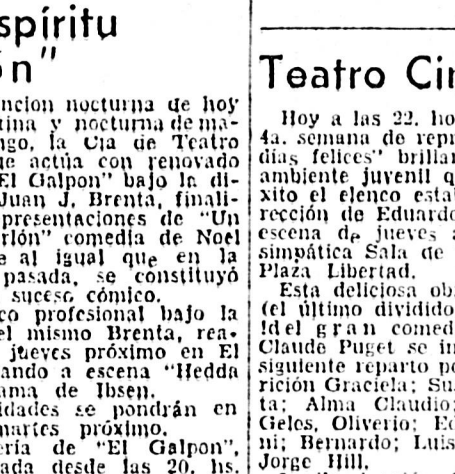 spíritu
ón"
ncion nocturna de hoy
tina y nocturna de ma-
ngo, la Cia de Teatro
ue actúa con renovado
El Galpon" bajo la di-
Juan J. Brenta, finali-
presentaciones de "Un
rlón" comedia de Noel
e al igual que en la
pasada, se constituyó
suceso cómico.
co profesional bajo la
el mismo Brenta, rea-
jueves próximo en El
ando a escena "Hedda
ama de Ibsen.
idades se pondrán en
martes próximo.
ería de "El Galpon",
ada desde las 20. hs.
Teatro Cin
Hoy a las 22. ho
4a. semana de repr
días felices" brillan
ambiente juvenil q
xito el elenco esta
rección de Eduardo
escena de jueves a
simpática Sala de
Plaza Libertad.
Esta deliciosa ob
(el último dividido
!del gran comed
Claude Puget se in
siguiente reparto po
rición Graciela; Su
ta; Alma Claudio;
Geles, Oliverio; Ed
ni; Bernardo; Luis
Jorge Hill.